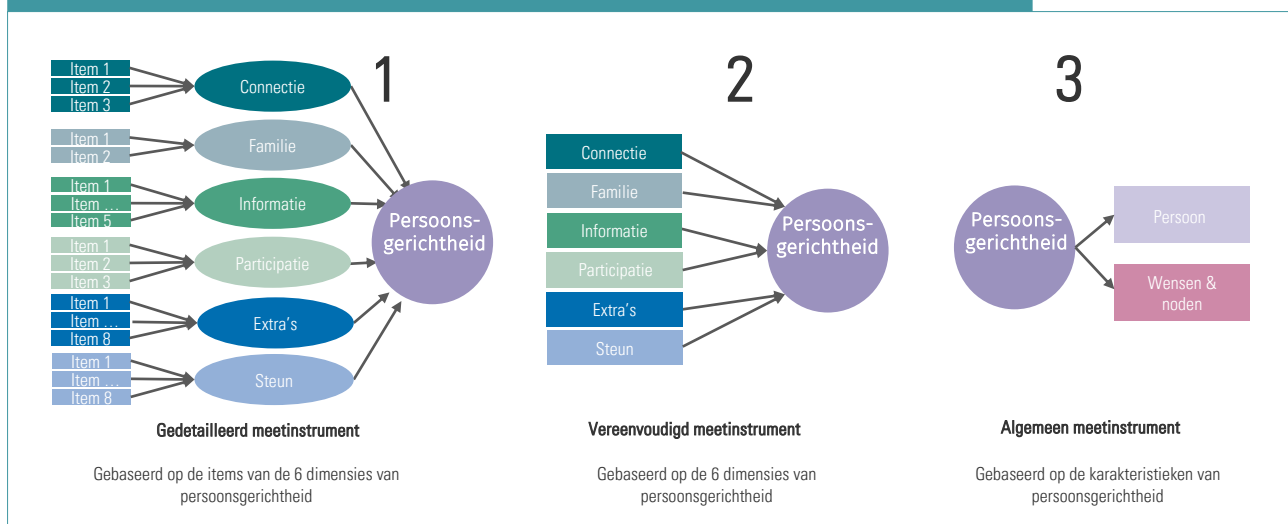 1
Item 1
Item 2
Item 3
Connectie
Item 1
Item 2
Familie
Item 1
Item ...
Item 5
Informatie
Item 1
Item 2
Item 3
Participatie
Item 1
Item ...
Item 8
Extra's
Item 1
Item ...
Item 8
Steun
Persoons-
gerichtheid
Gedetailleerd meetinstrument
Gebaseerd op de items van de 6 dimensies van
persoonsgerichtheid
2
Connectie
Familie
Informatie
Participatie
Extra's
Steun
Persoons-
gerichtheid
Vereenvoudigd meetinstrument
Gebaseerd op de 6 dimensies van
persoonsgerichtheid
3
Persoons-
gerichtheid
Persoon
Wensen &
noden
Algemeen meetinstrument
Gebaseerd op de karakteristieken van
persoonsgerichtheid